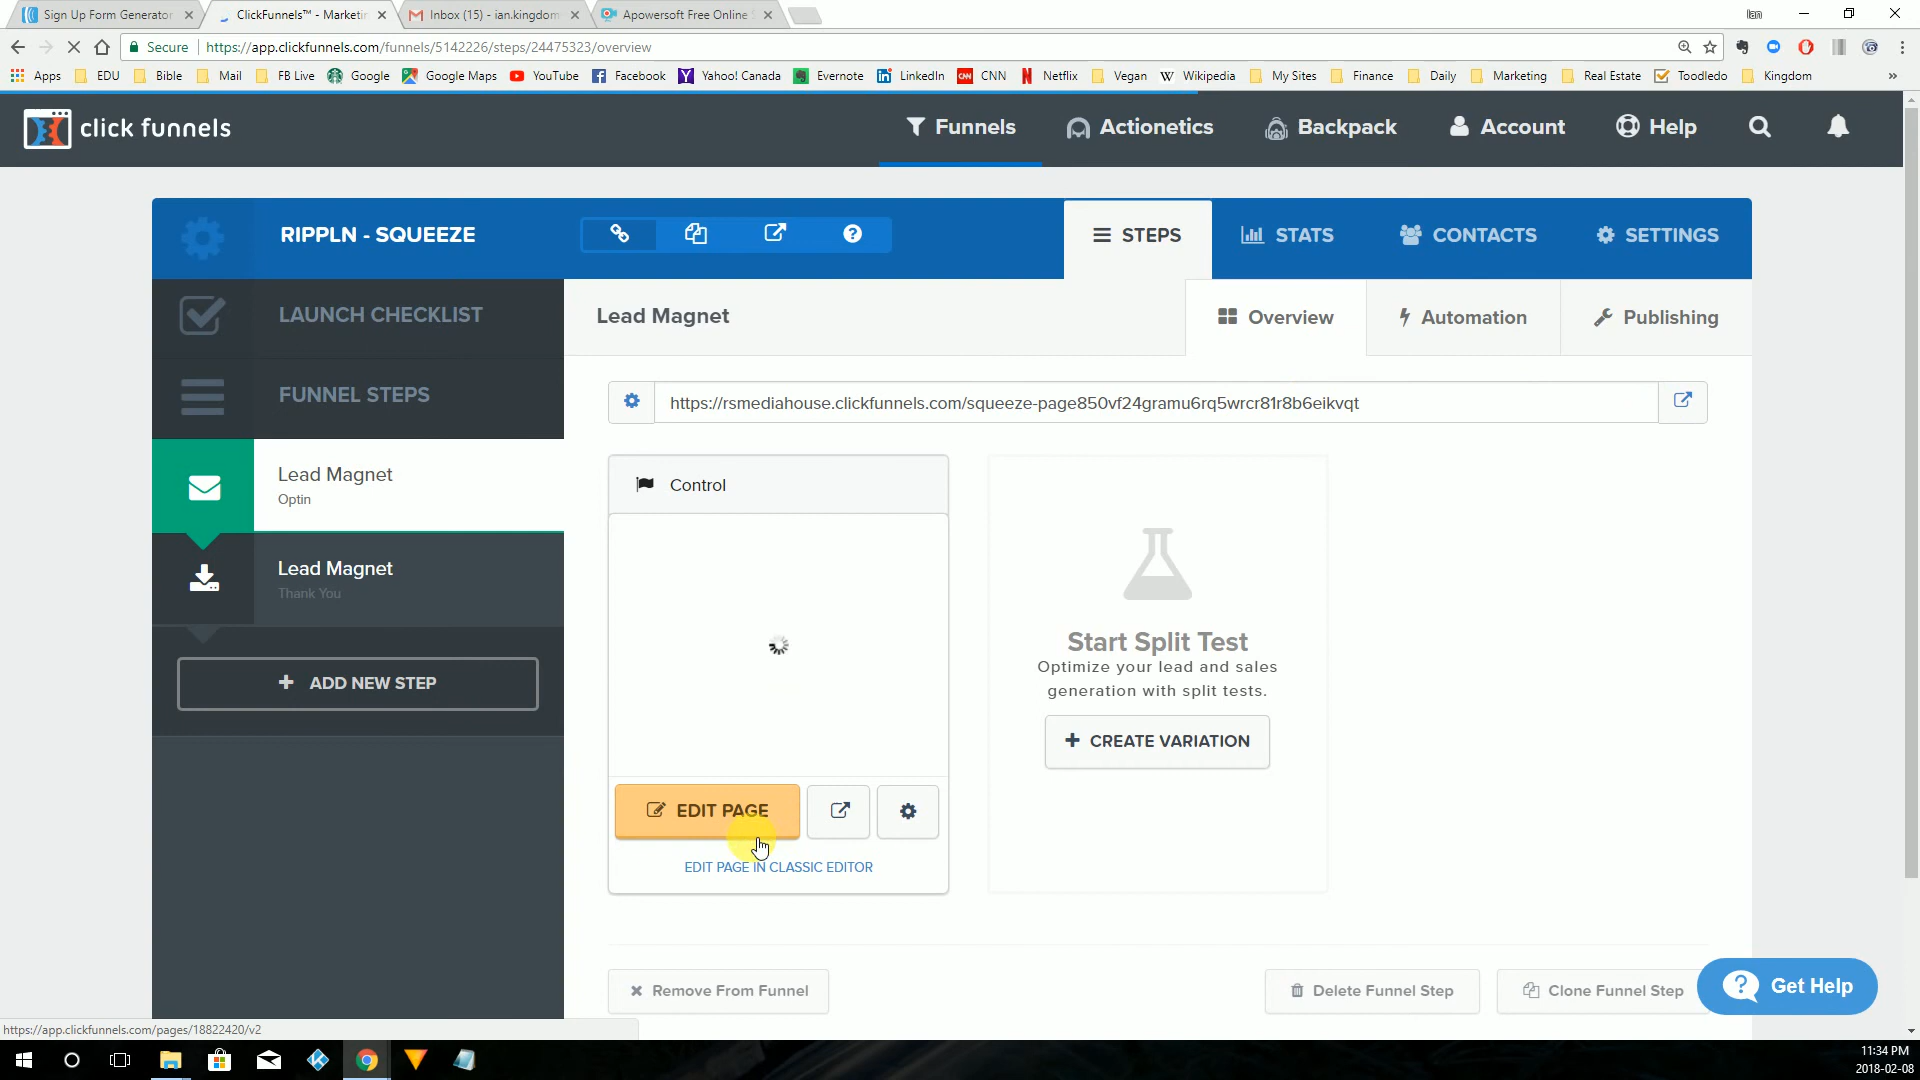 Sign Up Form Generator
ClickFunnels™ - Marketin
Inbox (15) - ian.kingdom
Apowersoft Free Online S
Ian
Secure
https://app.clickfunnels.com/funnels/5142226/steps/24475323/overview
Apps
EDU
Bible
Mail
FB Live
Google
Google Maps
YouTube
Facebook
Yahoo! Canada
Evernote
LinkedIn
CNN
Netflix
Vegan
Wikipedia
My Sites
Finance
Daily
Marketing
Real Estate
Toodledo
Kingdom
click funnels
Funnels
Actionetics
Backpack
Account
Help
RIPPLN - SQUEEZE
STEPS
STATS
CONTACTS
SETTINGS
LAUNCH CHECKLIST
FUNNEL STEPS
Lead Magnet
Optin
Lead Magnet
Thank You
+ ADD NEW STEP
Lead Magnet
Overview
Automation
Publishing
https://rsmediahouse.clickfunnels.com/squeeze-page850vf24gramu6rq5wrcr81r8b6eikvqt
Control
EDIT PAGE
EDIT PAGE IN CLASSIC EDITOR
Start Split Test
Optimize your lead and sales
generation with split tests.
+ CREATE VARIATION
Remove From Funnel
Delete Funnel Step
Clone Funnel Step
Get Help
https://app.clickfunnels.com/pages/18822420/v2
11:34 PM
2018-02-08